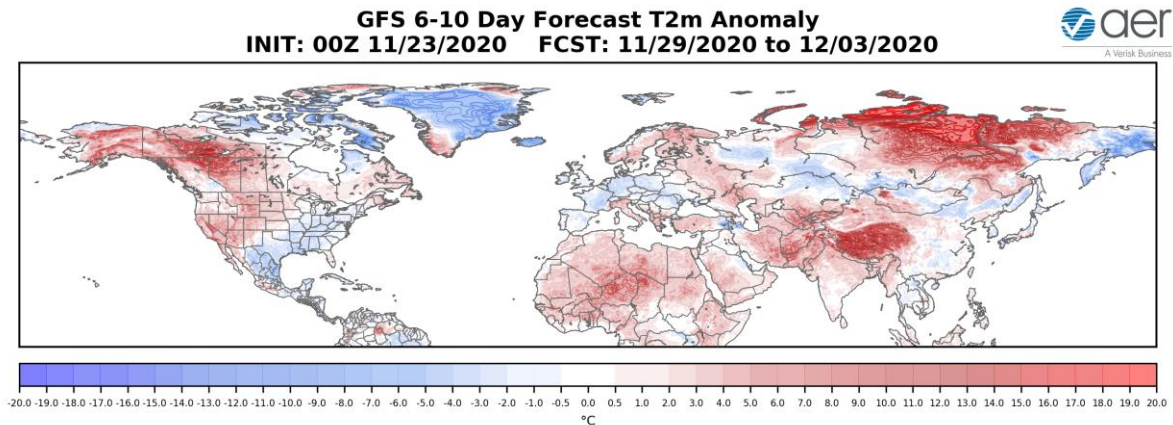 GFS 6-10 Day Forecast T2m Anomaly
INIT: 00Z 11/23/2020 FCST: 11/29/2020 to 12/03/2020
aer
A Verisk Business
-20.0 -19.0 -18.0 -17.0 -16.0 -15.0 -14.0 -13.0 -12.0 -11.0 -10.0 -9.0 -8.0 -7.0 -6.0 -5.0 -4.0 -3.0 -2.0 -1.0 -0.5 0.0 0.5 1.0 2.0 3.0 4.0 5.0 6.0 7.0 8.0 9.0 10.0 11.0 12.0 13.0 14.0 15.0 16.0 17.0 18.0 19.0 20.0
°C